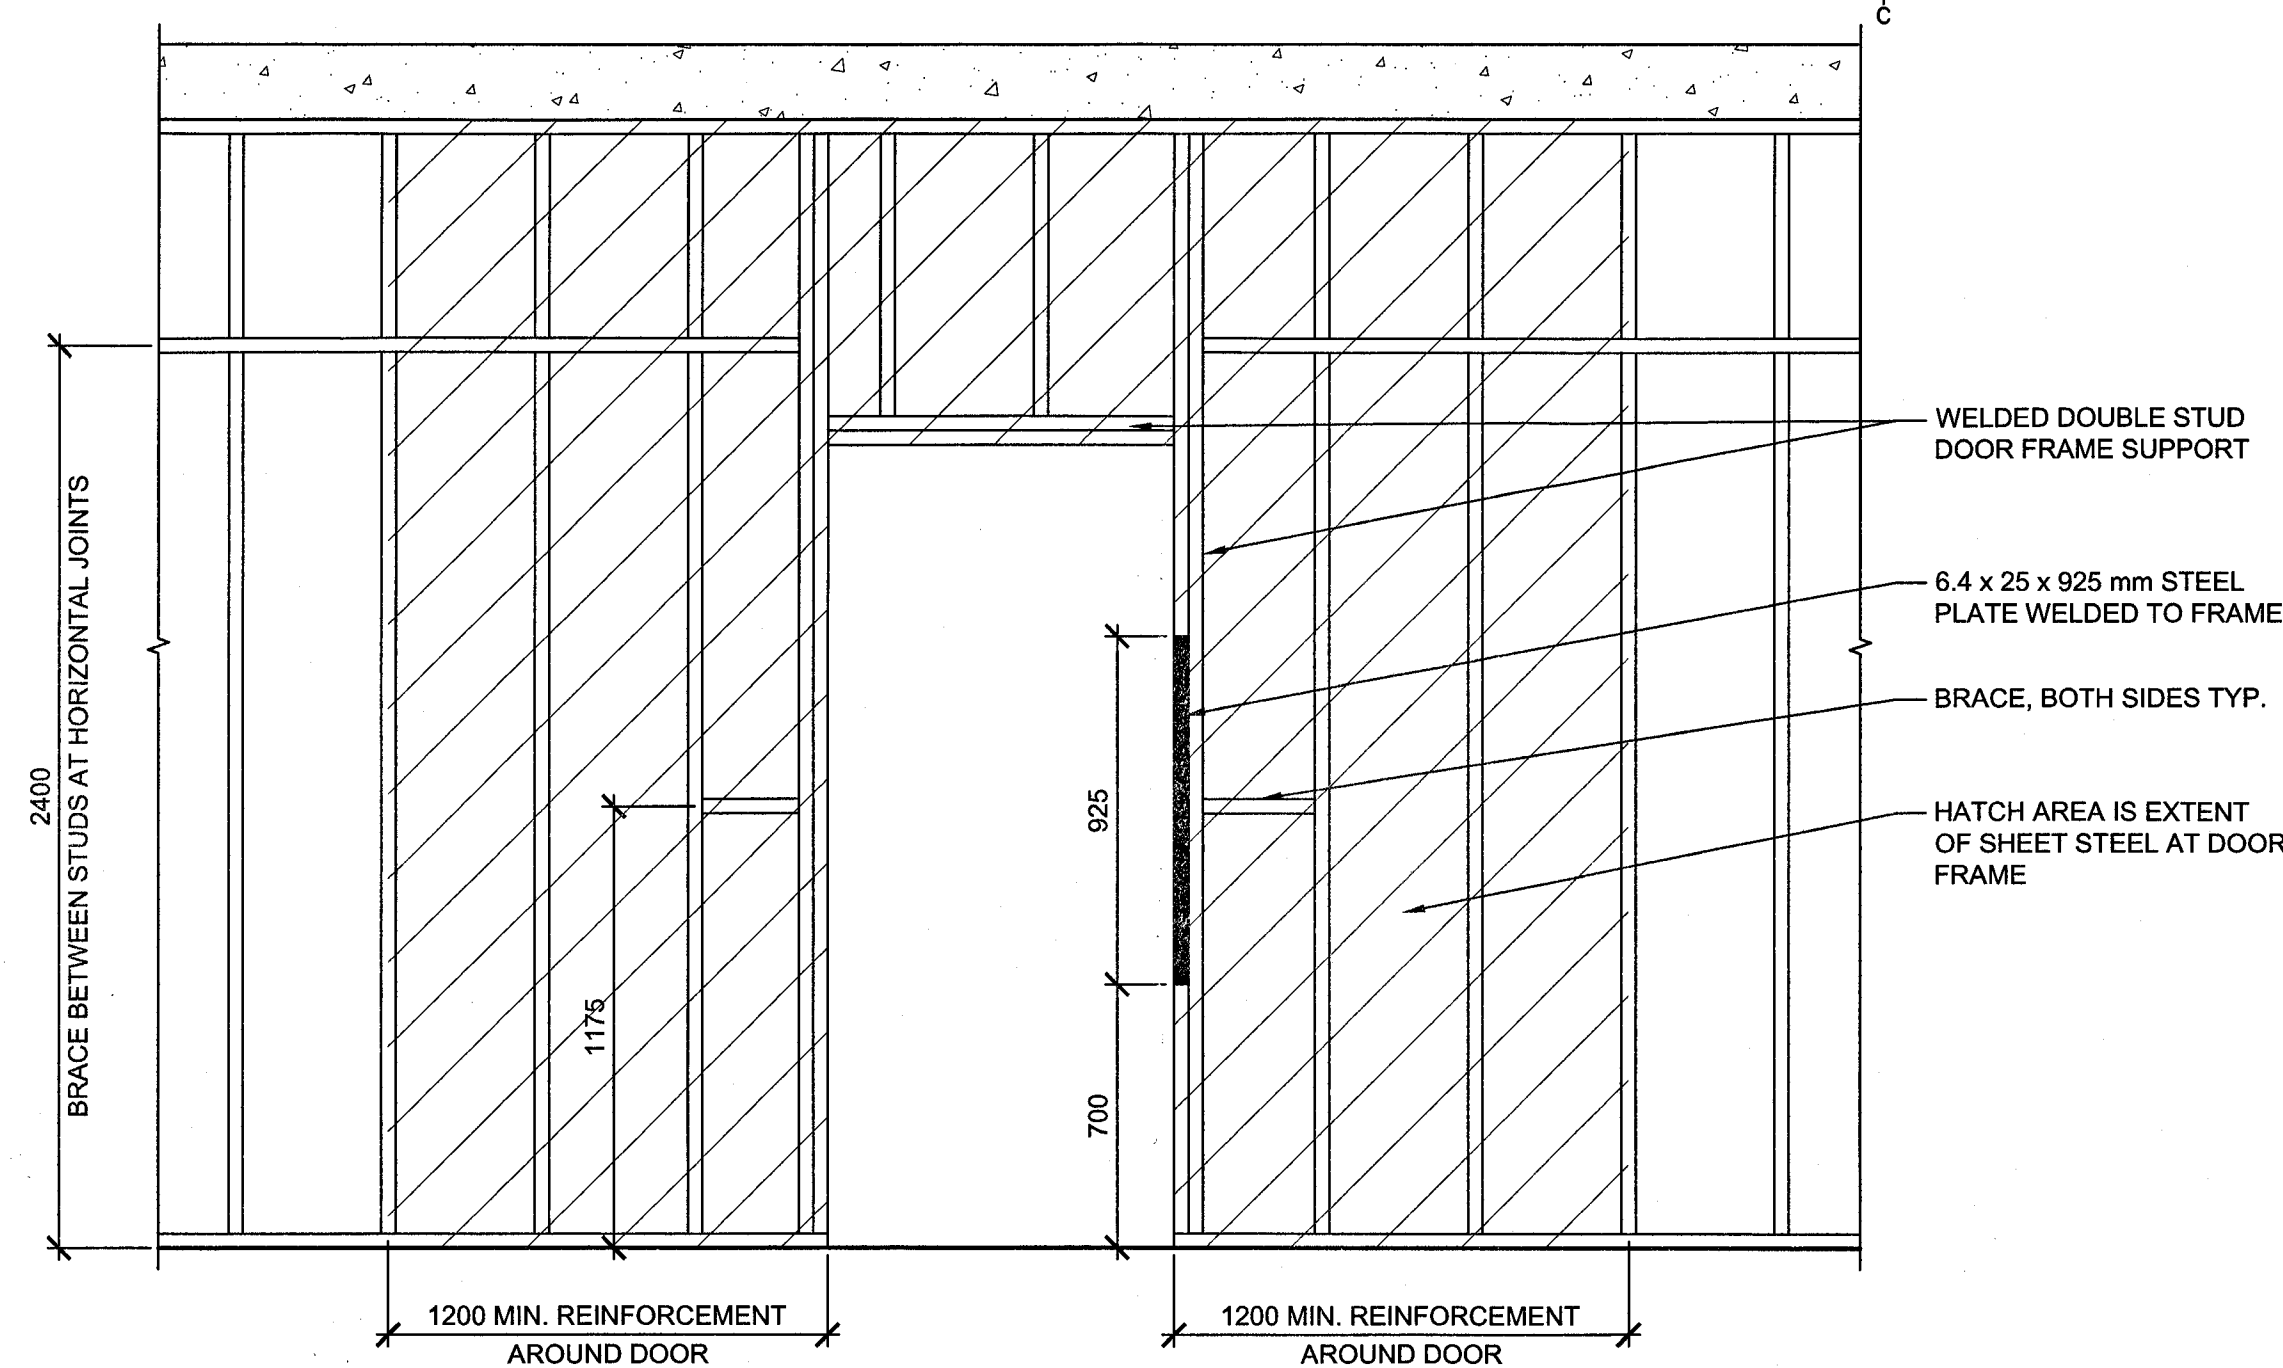 C
WELDED DOUBLE STUD
DOOR FRAME SUPPORT
6.4 x 25 x 925 mm STEEL
PLATE WELDED TO FRAME
BRACE, BOTH SIDES TYP.
HATCH AREA IS EXTENT
OF SHEET STEEL AT DOOR
FRAME
2400
BRACE BETWEEN STUDS AT HORIZONTAL JOINTS
1175
925
700
1200 MIN. REINFORCEMENT
AROUND DOOR
1200 MIN. REINFORCEMENT
AROUND DOOR